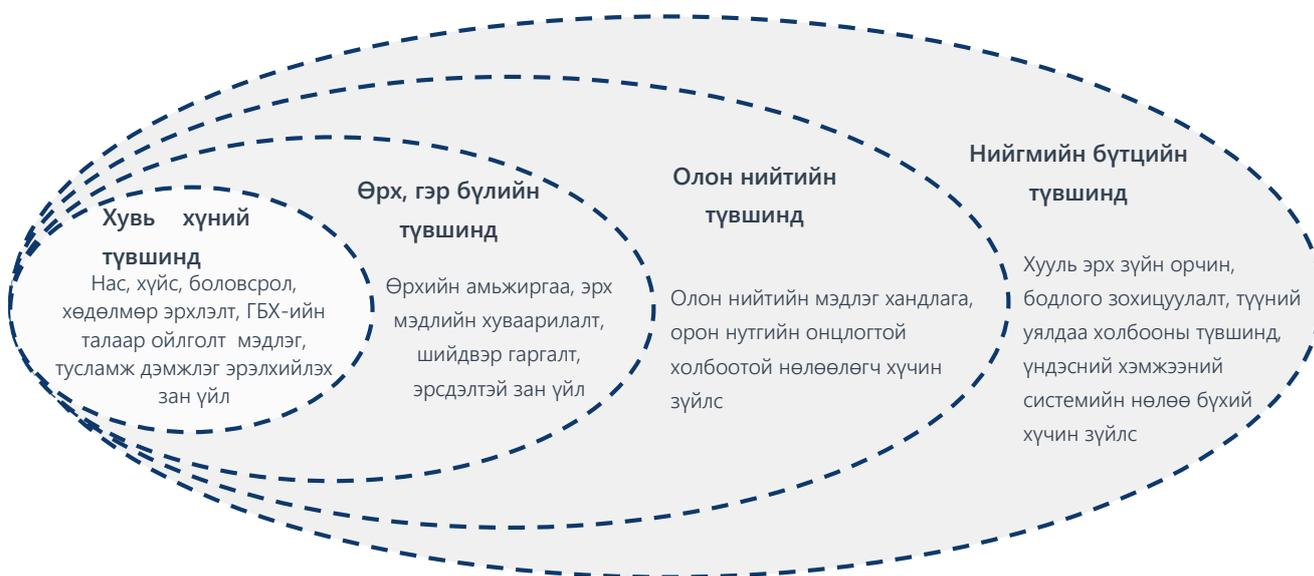 Хувь хүний
түвшинд
Нас, хүйс, боловсрол,
хөдөлмөр эрхлэлт, ГБХ-ийн
талаар ойлголт мэдлэг,
тусламж дэмжлэг эрэлхийлэх
зан үйл
Өрх, гэр бүлийн
түвшинд
Өрхийн амьжиргаа, эрх
мэдлийн хуваарилалт,
шийдвэр гаргалт,
эрсдэлтэй зан үйл
Олон нийтийн
түвшинд
Олон нийтийн мэдлэг хандлага,
орон нутгийн онцлогтой
холбоотой нөлөөлөгч хүчин
зүйлс
Нийгмийн бүтцийн
түвшинд
Хууль эрх зүйн орчин,
бодлого зохицуулалт, түүний
уялдаа холбооны түвшинд,
үндэсний хэмжээний
системийн нөлөө бүхий
хүчин зүйлс